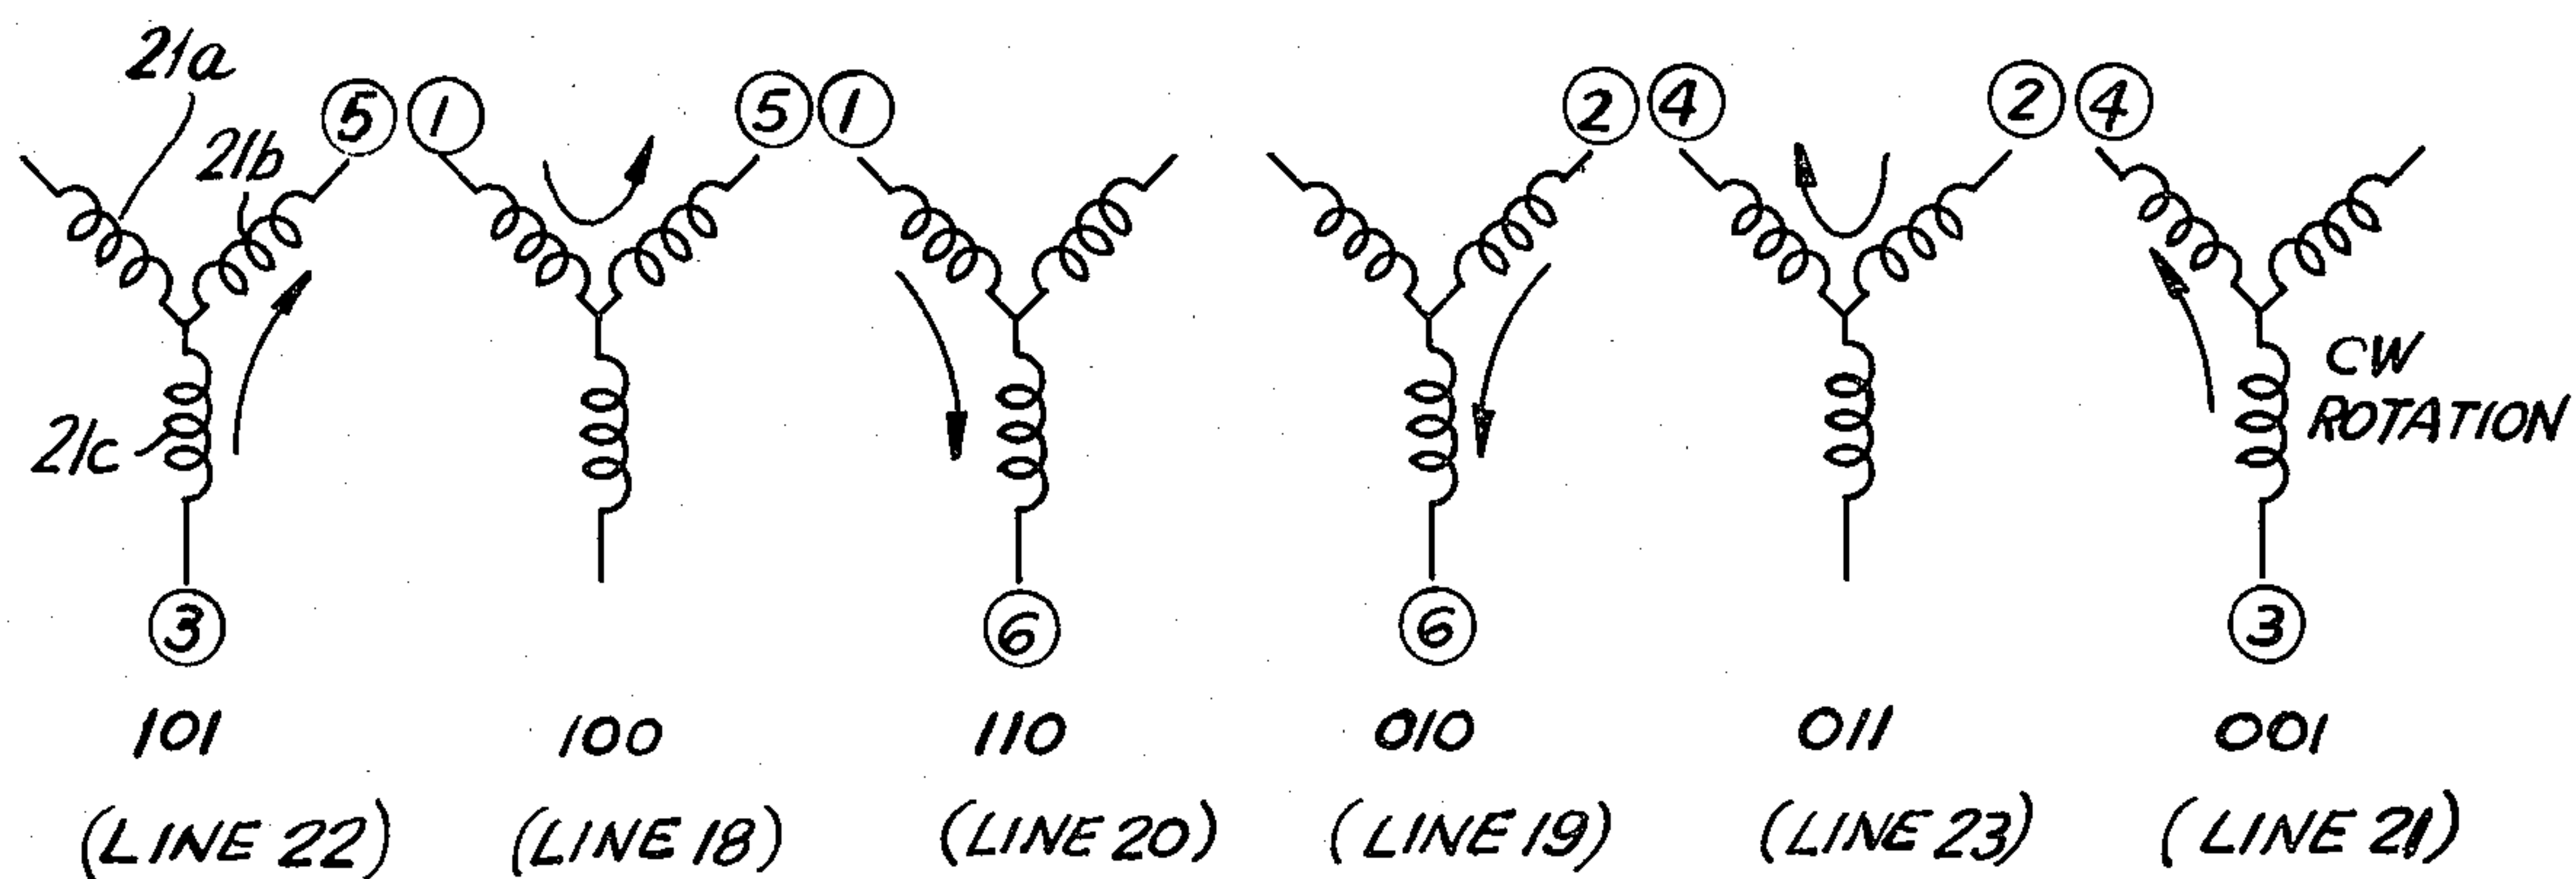 21a
21b
5 1 5 1 2 4 2 4
21c
CW
ROTATION
3 6 6 3
101 100 110 010 011 001
(LINE 22) (LINE 18) (LINE 20) (LINE 19) (LINE 23) (LINE 21)